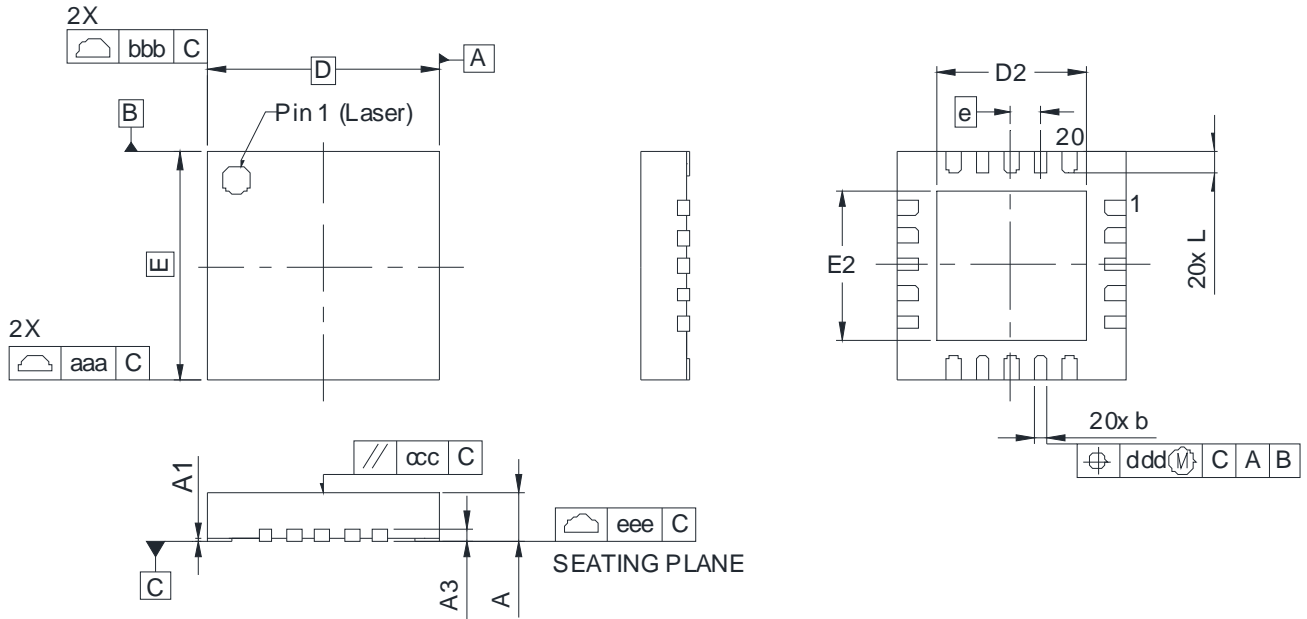 2X
bbb C
D
A
B
Pin 1 (Laser)
E
2X
aaa C
D2
e
20
1
E2
20x L
20x b
ddd M C A B
// ccc C
A1
C
A3
A
eee C
SEATING PLANE